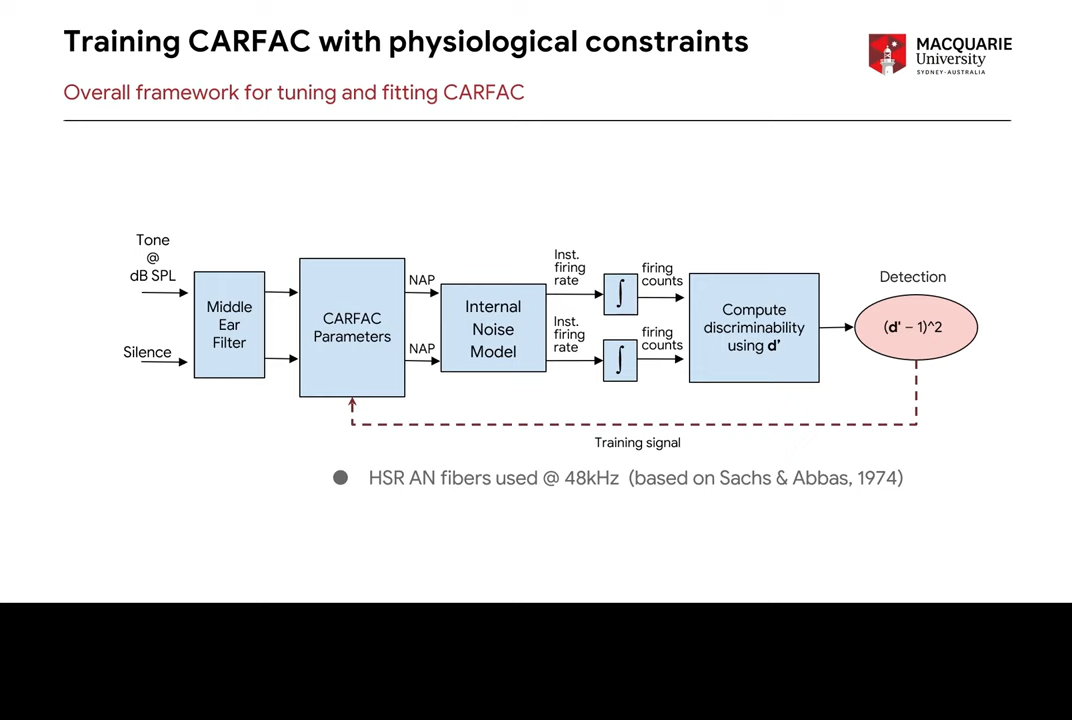 Training CARFAC with physiological constraints
MACQUARIE
University
SYDNEY·AUSTRALIA
Overall framework for tuning and fitting CARFAC
Tone
@
dB SPL
Silence
Middle
Ear
Filter
CARFAC
Parameters
NAP
NAP
Internal
Noise
Model
Inst.
firing
rate
Inst.
firing
rate
∫
∫
firing
counts
firing
counts
Compute
discriminability
using d'
Detection
(d' – 1)^2
Training signal
● HSR AN fibers used @ 48kHz (based on Sachs & Abbas, 1974)